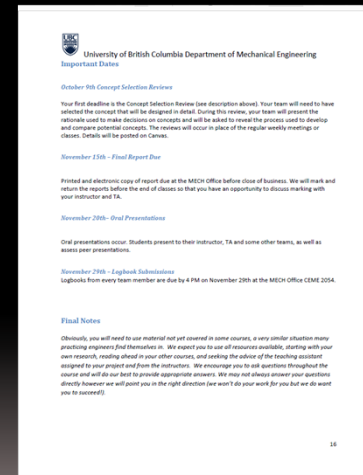 UBC
University of British Columbia Department of Mechanical Engineering
Important Dates
October 9th Concept Selection Reviews
Your first deadline is the Concept Selection Review (see description above). Your team will need to have
selected the concept that will be designed in detail. During this review, your team will present the
rationale used to make decisions on concepts and will be asked to reveal the process used to develop
and compare potential concepts. The reviews will occur in place of the regular weekly meetings or
classes. Details will be posted on Canvas.
November 15th – Final Report Due
Printed and electronic copy of report due at the MECH Office before close of business. We will mark and
return the reports before the end of classes so that you have an opportunity to discuss marking with
your instructor and TA.
November 20th– Oral Presentations
Oral presentations occur. Students present to their instructor, TA and some other teams, as well as
assess peer presentations.
November 29th – Logbook Submissions
Logbooks from every team member are due by 4 PM on November 29th at the MECH Office CEME 2054.
Final Notes
Obviously, you will need to use material not yet covered in some courses, a very similar situation many
practicing engineers find themselves in. We expect you to use all resources available, starting with your
own research, reading ahead in your other courses, and seeking the advice of the teaching assistant
assigned to your project and from the instructors. We encourage you to ask questions throughout the
course and will do our best to provide appropriate answers. We may not always answer your questions
directly however we will point you in the right direction (we won't do your work for you but we do want
you to succeed!).
16